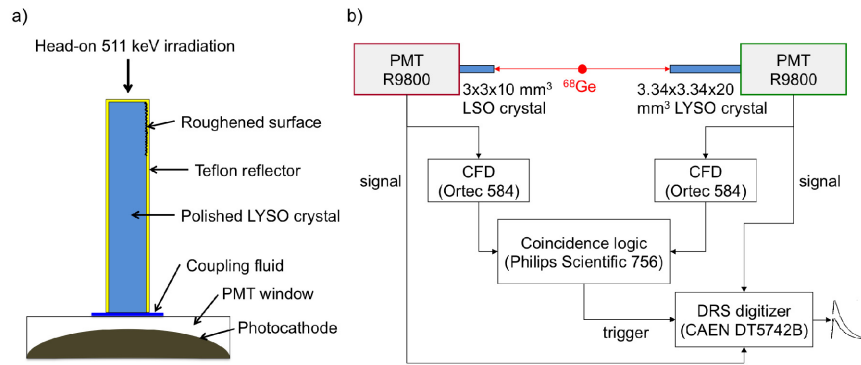 a)
Head-on 511 keV irradiation
Roughened surface
Teflon reflector
Polished LYSO crystal
Coupling fluid
PMT window
Photocathode
b)
PMT
R9800
3x3x10 mm³
LSO crystal
⁶⁸Ge
3.34x3.34x20
mm³ LYSO crystal
PMT
R9800
signal
CFD
(Ortec 584)
CFD
(Ortec 584)
signal
Coincidence logic
(Philips Scientific 756)
trigger
DRS digitizer
(CAEN DT5742B)